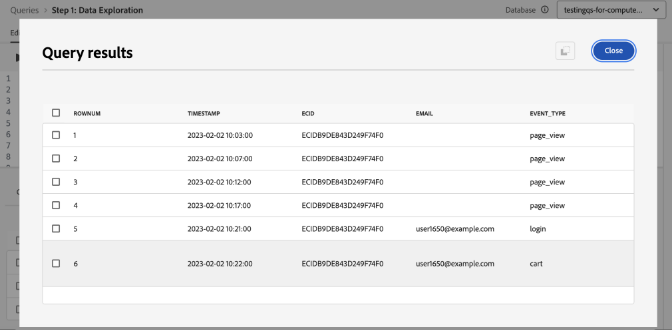 Queries > Step 1: Data Exploration Database testingqs-for-compute...
Query results Close
1
2
3
4
5
6
7
8
ROWNUM TIMESTAMP ECID EMAIL EVENT_TYPE
1 2023-02-02 10:03:00 ECIDB9DE843D249F74F0 page_view
2 2023-02-02 10:07:00 ECIDB9DE843D249F74F0 page_view
3 2023-02-02 10:12:00 ECIDB9DE843D249F74F0 page_view
4 2023-02-02 10:17:00 ECIDB9DE843D249F74F0 page_view
5 2023-02-02 10:21:00 ECIDB9DE843D249F74F0 user1650@example.com login
6 2023-02-02 10:22:00 ECIDB9DE843D249F74F0 user1650@example.com cart